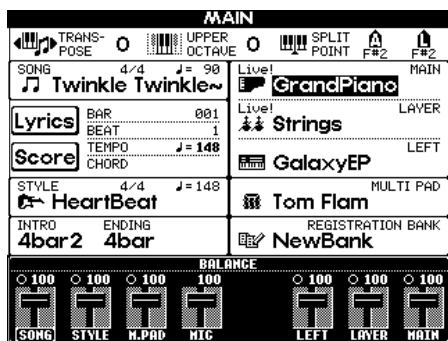 MAIN
TRANS-POSE 0 UPPER OCTAVE 0 SPLIT POINT F#2 F#2
SONG 4/4 ♩= 90
Twinkle Twinkle~
Live! MAIN
GrandPiano
Lyrics BAR 001
BEAT 1
Live! LAYER
Strings
Score TEMPO ♩=148
CHORD
LEFT
GalaxyEP
STYLE 4/4 ♩=148
HeartBeat
MULTI PAD
Tom Flam
INTRO ENDING
4bar2 4bar
REGISTRATION BANK
NewBank
BALANCE
100 100 100 100 100 100 100
SONG STYLE M.PAD MIC LEFT LAYER MAIN